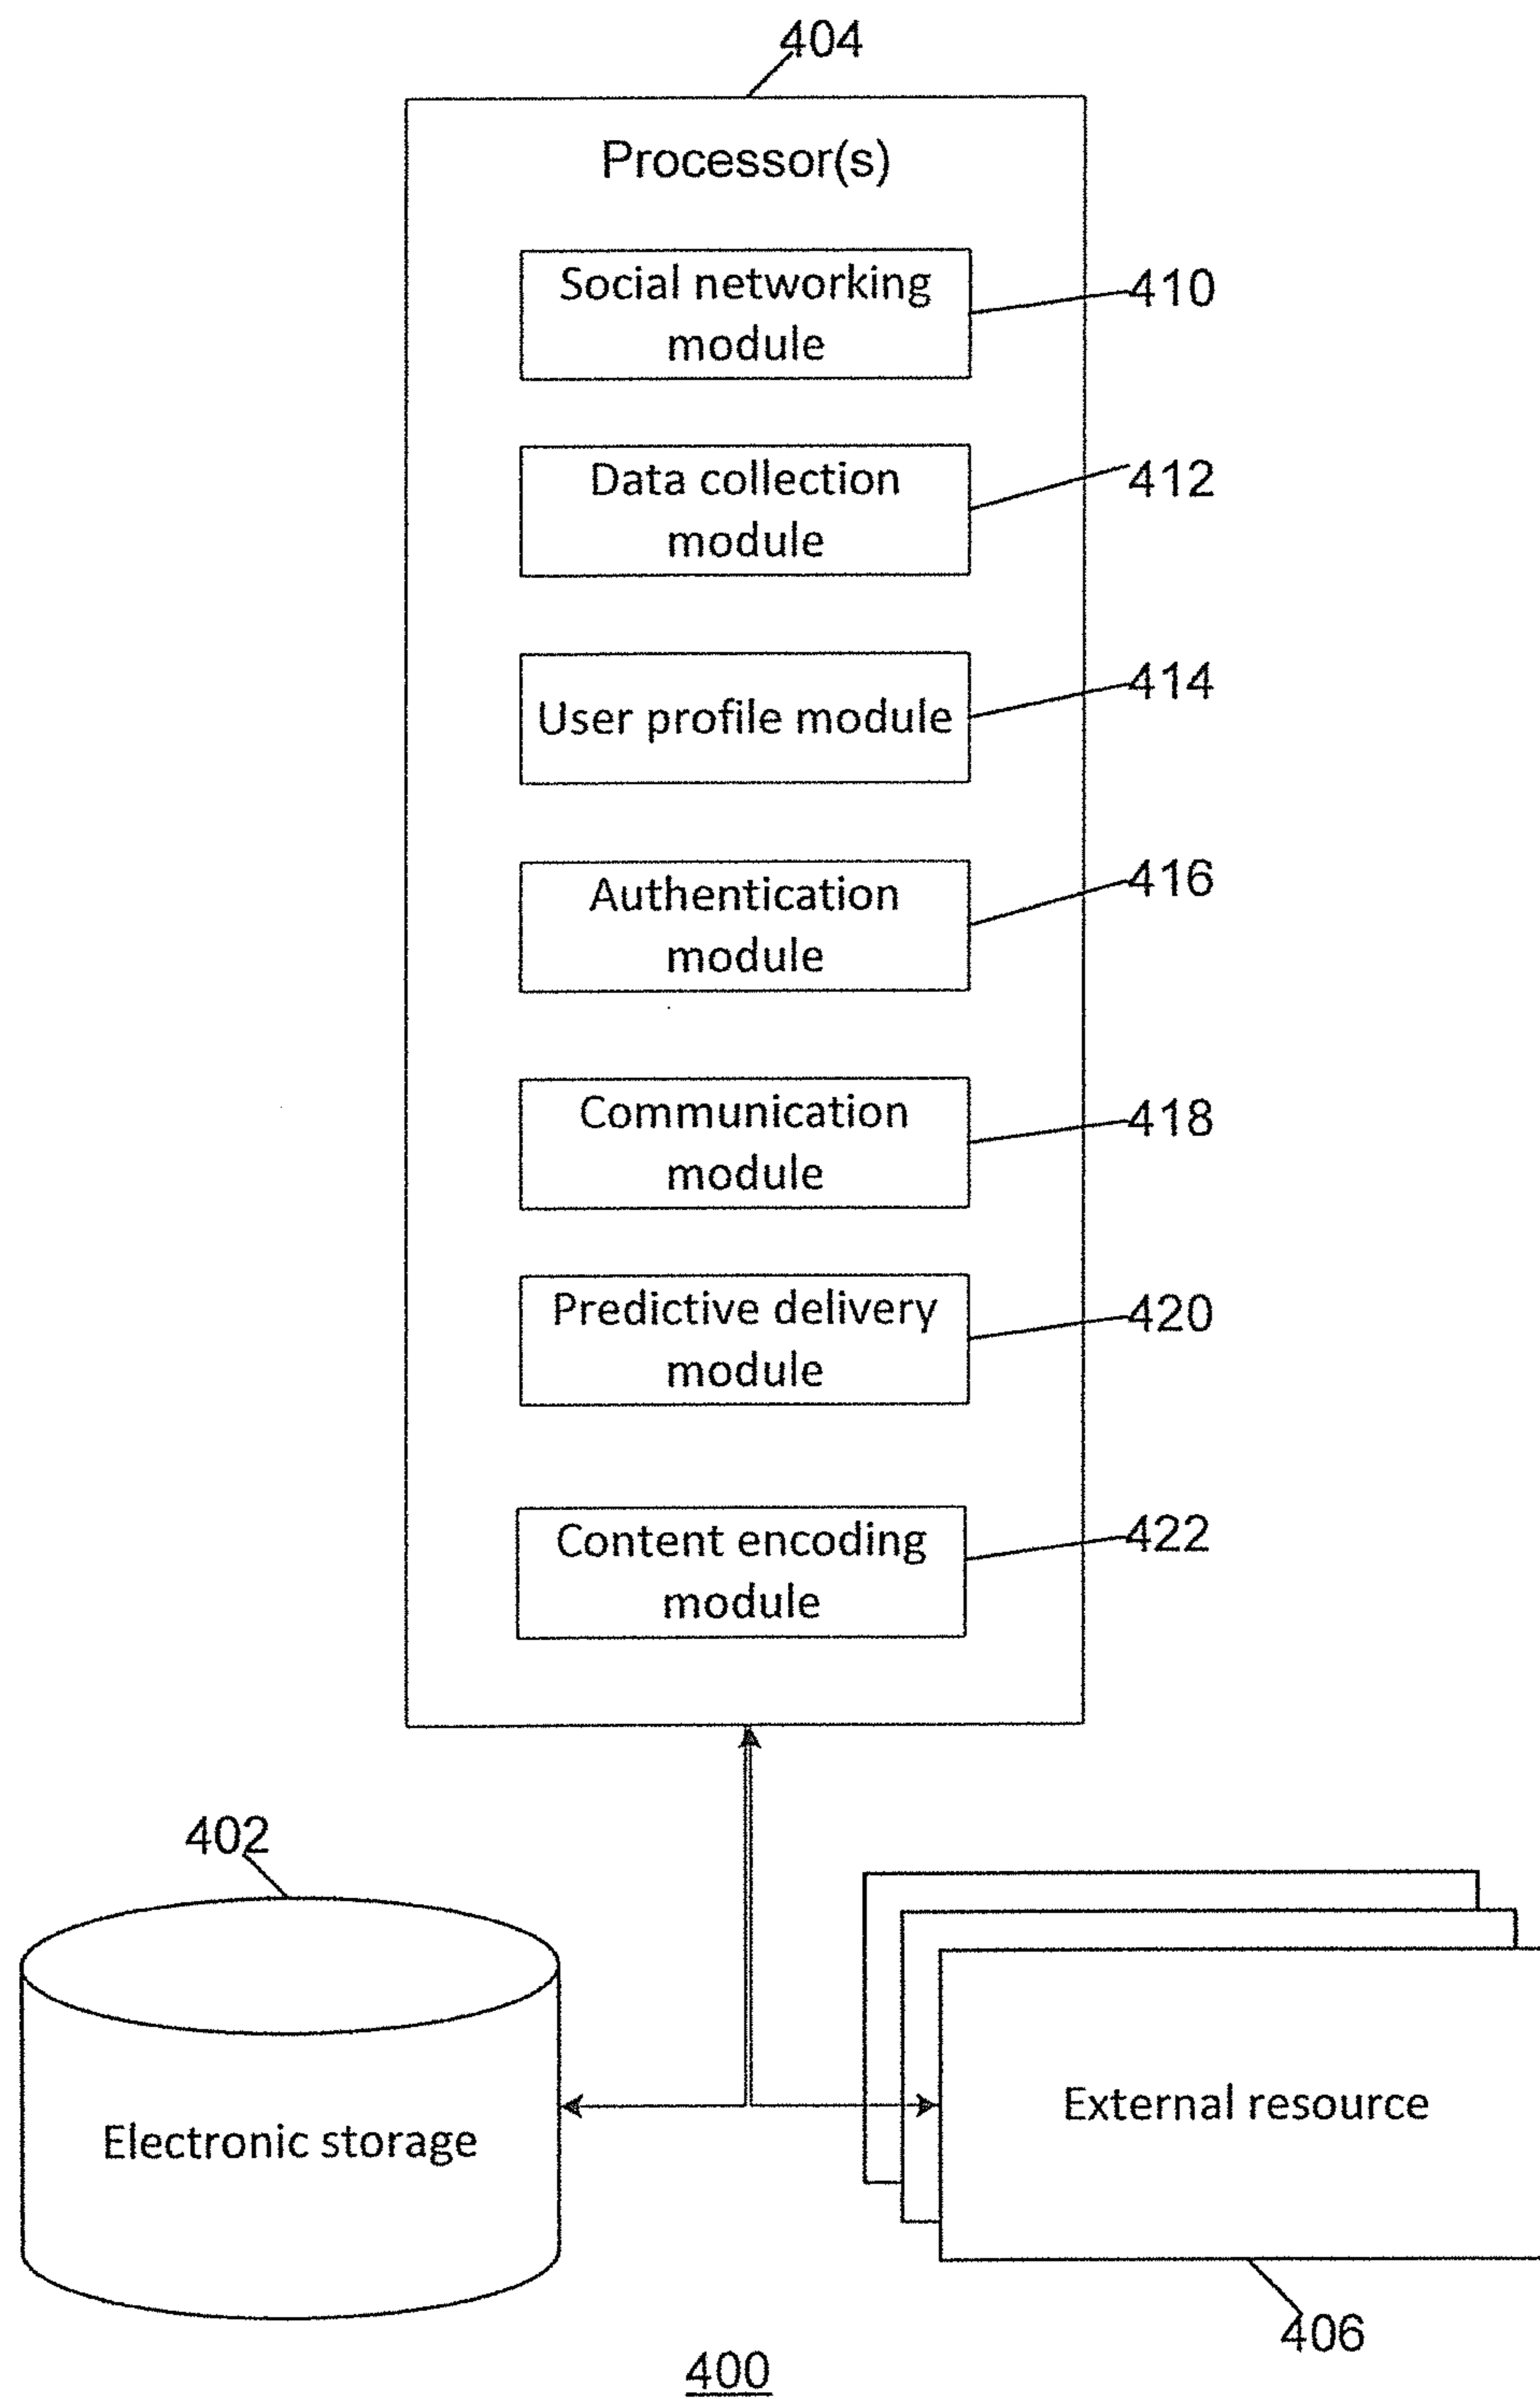 404
Processor(s)
Social networking
module
410
Data collection
module
412
User profile module
414
Authentication
module
416
Communication
module
418
Predictive delivery
module
420
Content encoding
module
422
402
Electronic storage
External resource
406
400